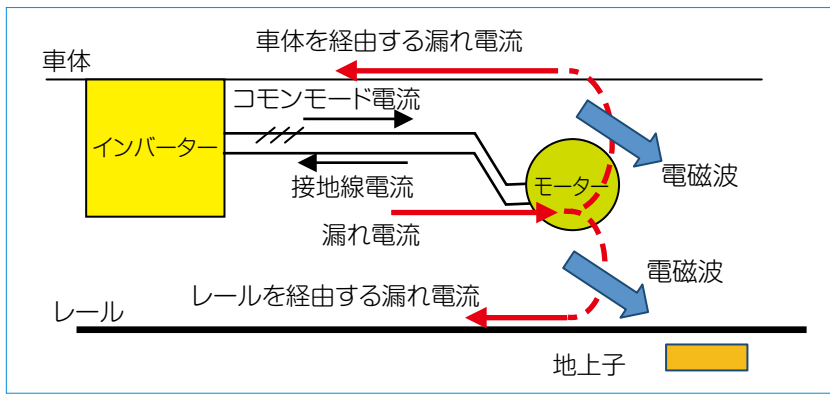 車体を経由する漏れ電流
車体
コモンモード電流
インバーター
接地線電流
モーター
電磁波
漏れ電流
電磁波
レールを経由する漏れ電流
レール
地上子